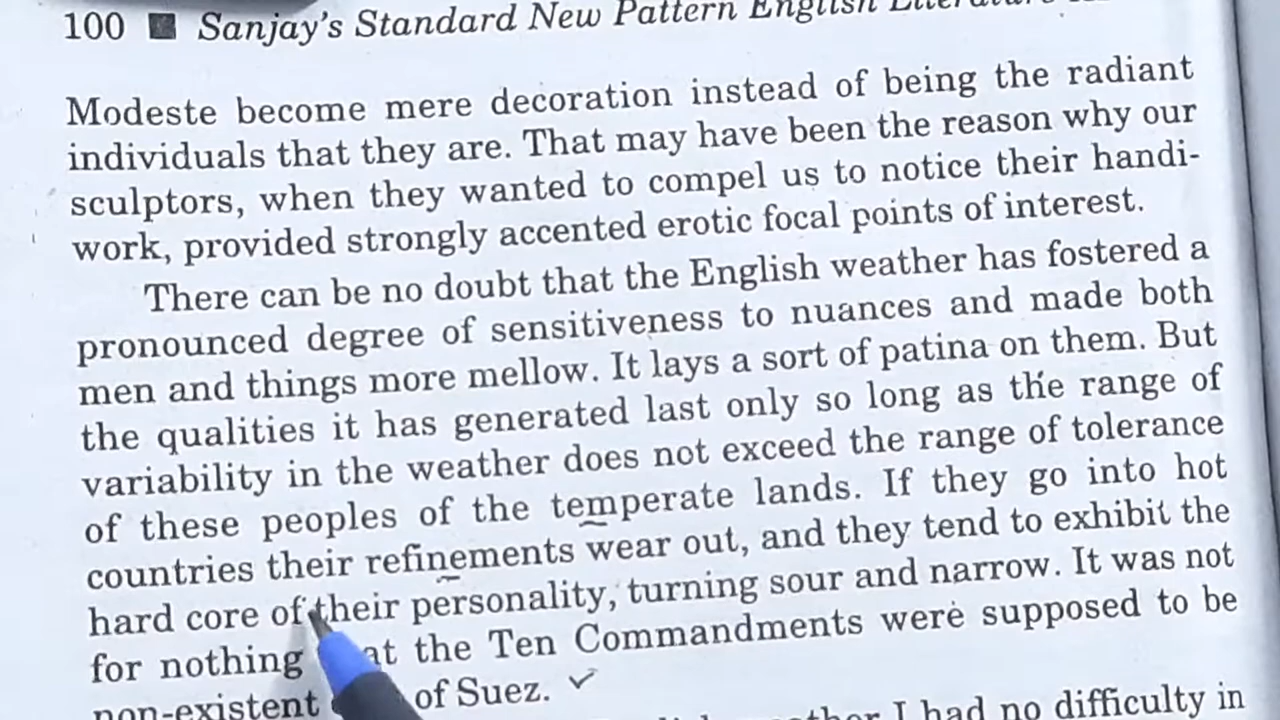 100 ■ Sanjay's Standard New Pattern English Literature
Modeste become mere decoration instead of being the radiant
individuals that they are. That may have been the reason why our
sculptors, when they wanted to compel us to notice their handi-
work, provided strongly accented erotic focal points of interest.
There can be no doubt that the English weather has fostered a
pronounced degree of sensitiveness to nuances and made both
men and things more mellow. It lays a sort of patina on them. But
the qualities it has generated last only so long as the range of
variability in the weather does not exceed the range of tolerance
of these peoples of the temperate lands. If they go into hot
countries their refinements wear out, and they tend to exhibit the
hard core of their personality, turning sour and narrow. It was not
for nothing at the Ten Commandments were supposed to be
non-existent of Suez.
I had no difficulty in